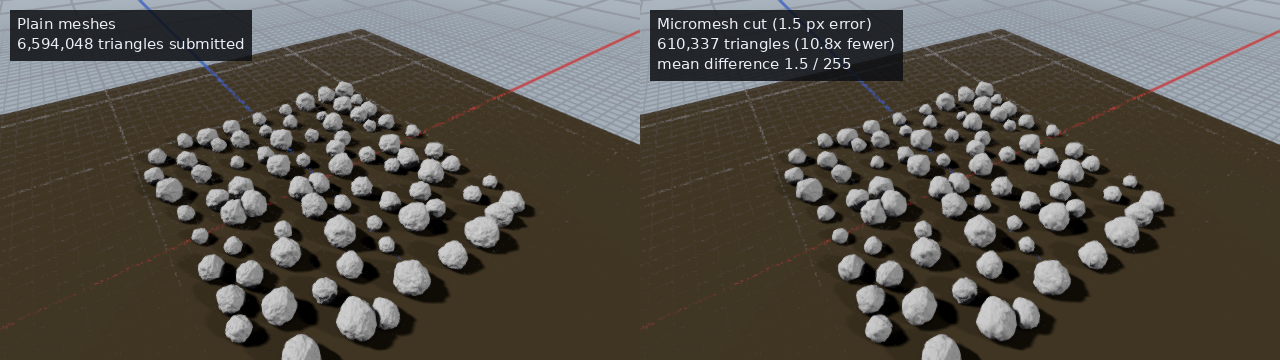 Plain meshes
6,594,048 triangles submitted
Micromesh cut (1.5 px error)
610,337 triangles (10.8x fewer)
mean difference 1.5 / 255